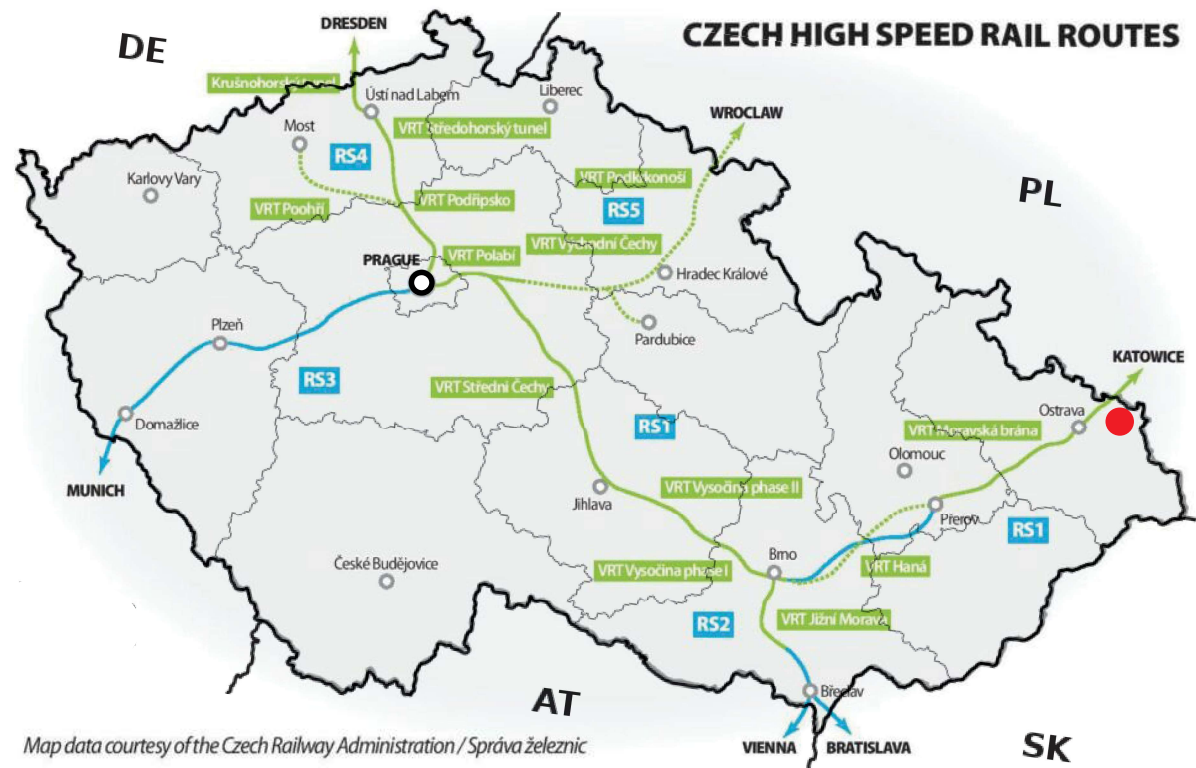 CZECH HIGH SPEED RAIL ROUTES
DE
DRESDEN
Krušnohorský tunel
Ústí nad Labem
Liberec
WROCLAW
Most
VRT Středohorský tunel
RS4
Karlovy Vary
VRT Podkrkonoší
PL
VRT Poohří
VRT Podřipsko
RS5
VRT Východní Čechy
PRAGUE
VRT Polabí
Hradec Králové
Plzeň
Pardubice
KATOWICE
RS3
VRT Střední Čechy
Domažlice
RS1
Ostrava
VRT Moravská brána
Olomouc
MUNICH
VRT Vysočina phase II
Jihlava
Přerov
RS1
Brno
České Budějovice
VRT Vysočina phase I
VRT Haná
RS2
VRT Jižní Morava
Břeclav
AT
Map data courtesy of the Czech Railway Administration / Správa železnic
VIENNA
BRATISLAVA
SK